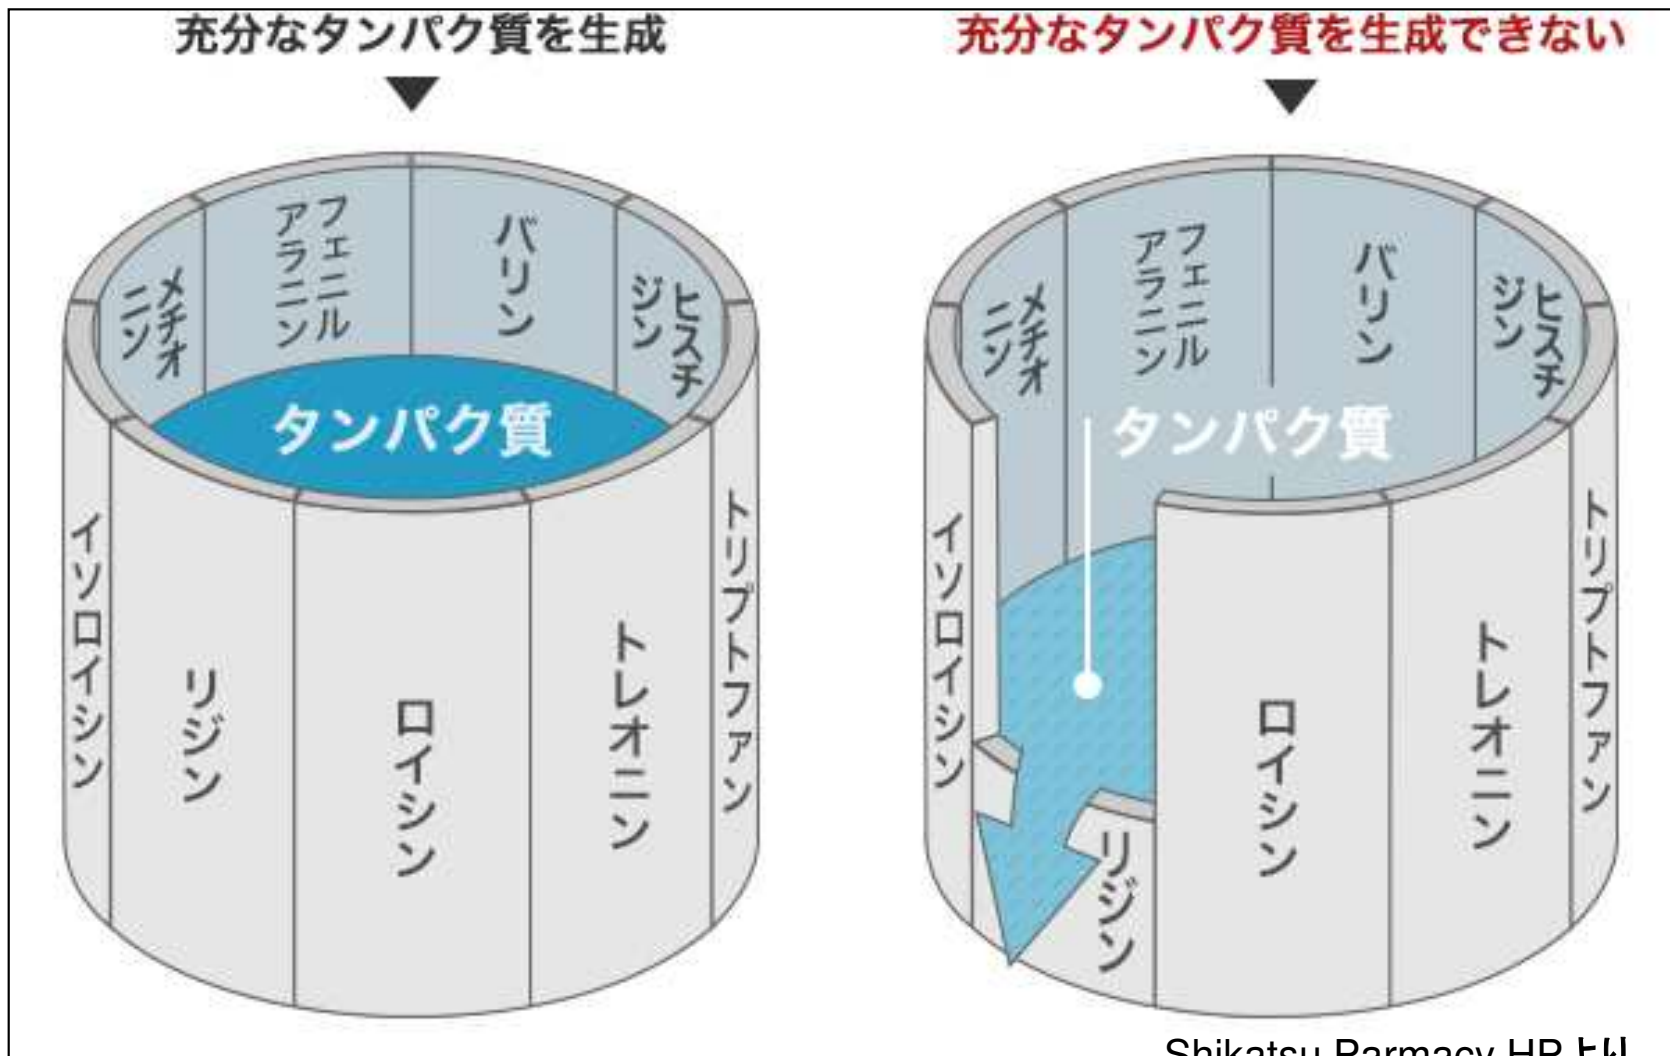 充分なタンパク質を生成
メチオ
ニン
フェニル
アラニン
バリン
ヒスチ
ジン
タンパク質
イソロイシン
リジン
ロイシン
トレオニン
トリプトファン
充分なタンパク質を生成できない
メチオ
ニン
フェニル
アラニン
バリン
ヒスチ
ジン
タンパク質
イソロイシン
リジン
ロイシン
トレオニン
トリプトファン
Shikatsu Parmacy HPより